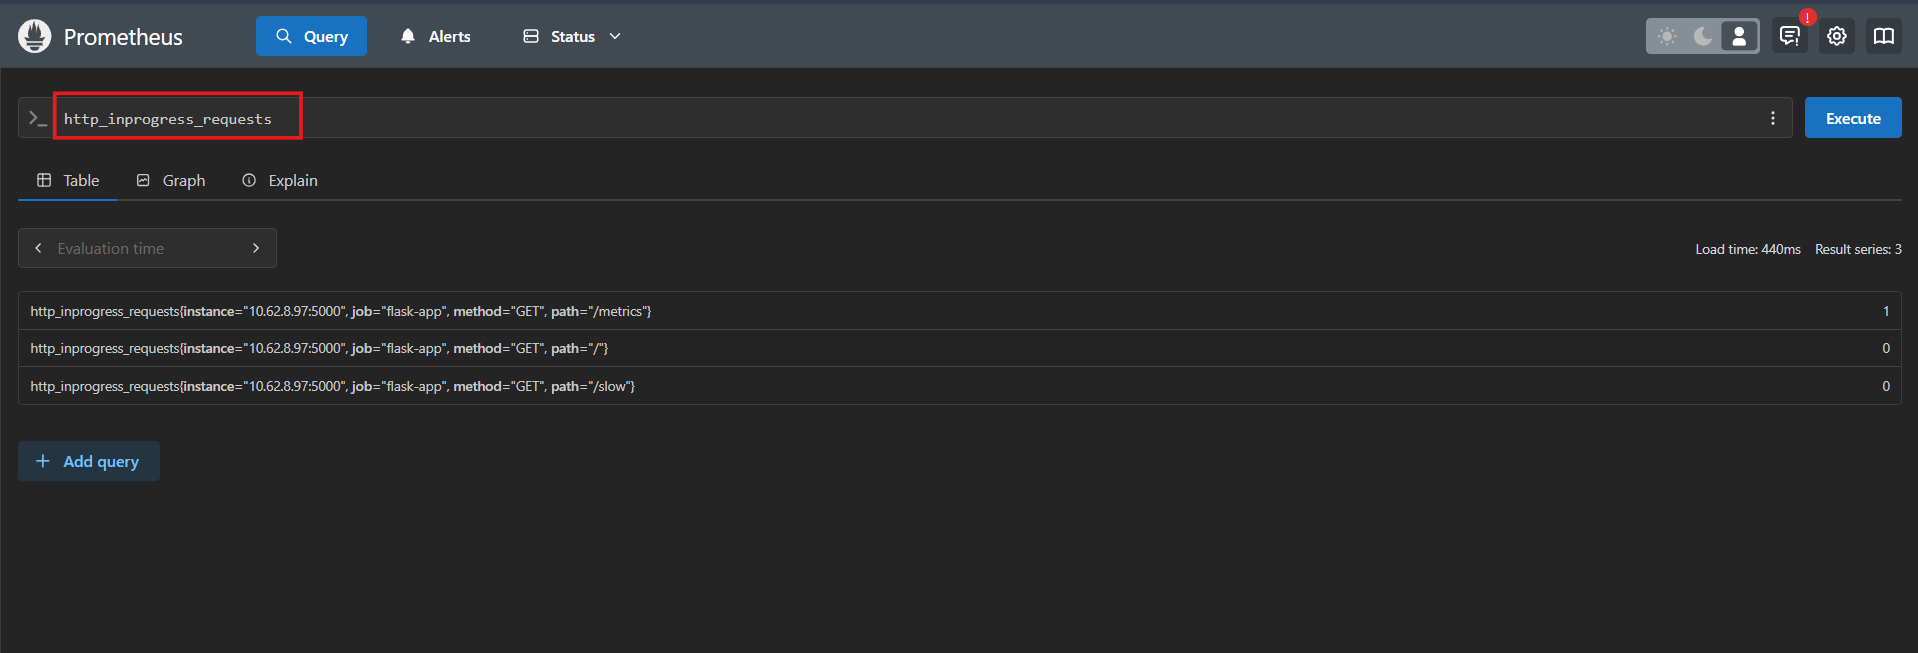 Prometheus Query Alerts Status !
>_ http_inprogress_requests Execute
Table Graph Explain
Evaluation time Load time: 440ms Result series: 3
http_inprogress_requests{instance="10.62.8.97:5000", job="flask-app", method="GET", path="/metrics"} 1
http_inprogress_requests{instance="10.62.8.97:5000", job="flask-app", method="GET", path="/"} 0
http_inprogress_requests{instance="10.62.8.97:5000", job="flask-app", method="GET", path="/slow"} 0
+ Add query